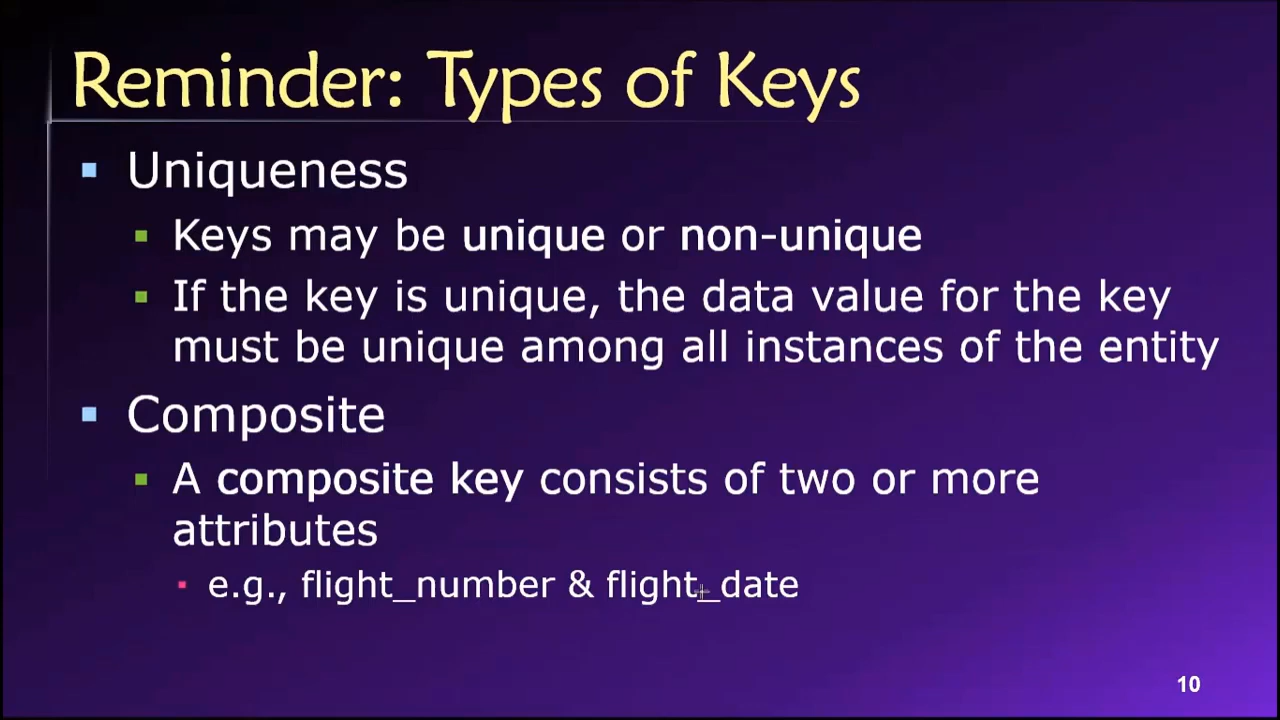 Reminder: Types of Keys
Uniqueness
Keys may be unique or non-unique
If the key is unique, the data value for the key
must be unique among all instances of the entity
Composite
A composite key consists of two or more
attributes
e.g., flight_number & flight_date
10